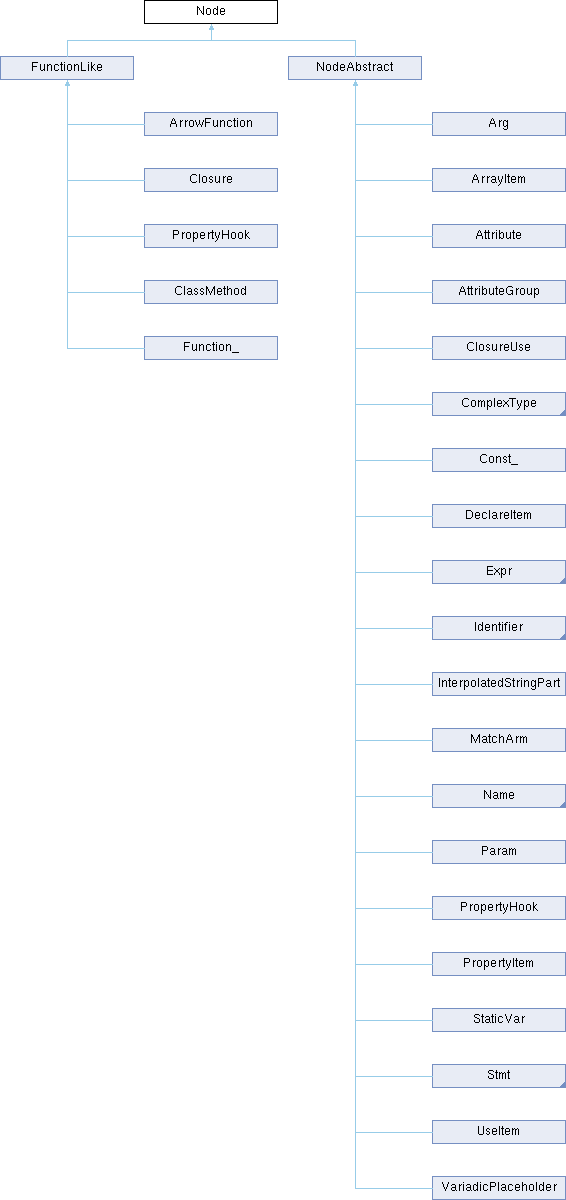 Node
FunctionLike
NodeAbstract
ArrowFunction
Arg
Closure
ArrayItem
PropertyHook
Attribute
ClassMethod
AttributeGroup
Function_
ClosureUse
ComplexType
Const_
DeclareItem
Expr
Identifier
InterpolatedStringPart
MatchArm
Name
Param
PropertyHook
PropertyItem
StaticVar
Stmt
UseItem
VariadicPlaceholder